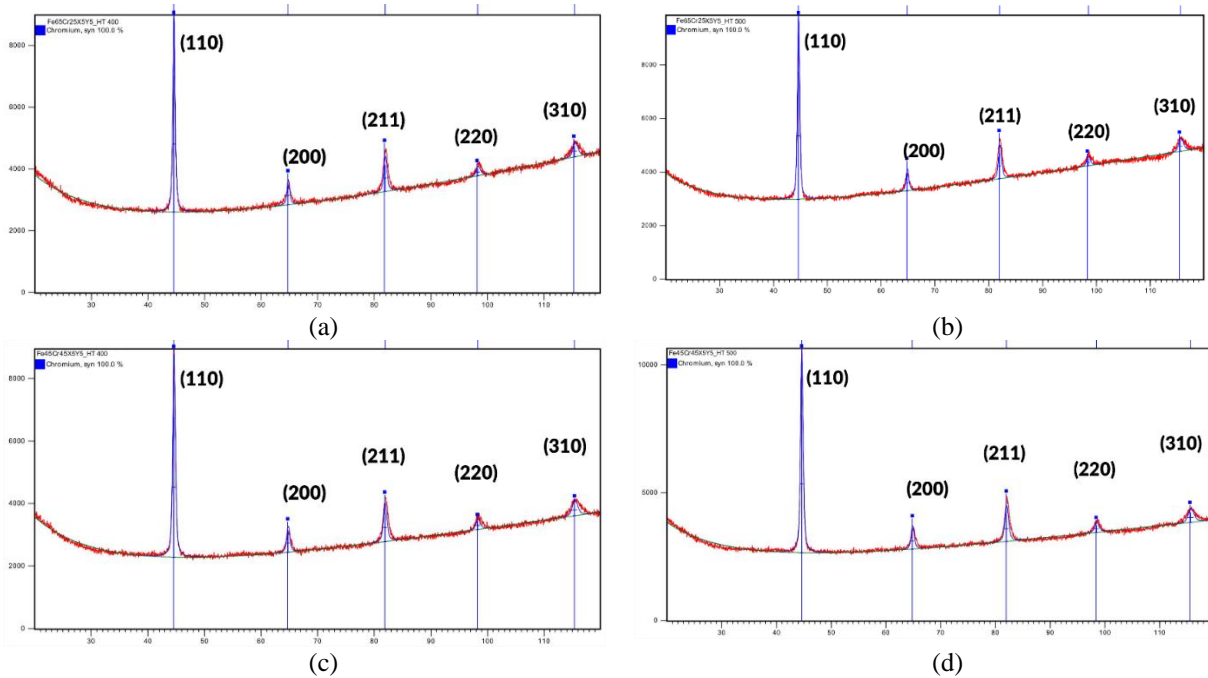 Fe65Cr25X5Y5_HT 400
Chromium, syn 100.0 %
(110)
(200)
(211)
(220)
(310)
8000
6000
4000
2000
0
30 40 50 60 70 80 90 100 110
(a)
Fe65Cr25X5Y5_HT 500
Chromium, syn 100.0 %
(110)
(200)
(211)
(220)
(310)
8000
6000
4000
2000
0
30 40 50 60 70 80 90 100 110
(b)
Fe45Cr45X5Y5_HT 400
Chromium, syn 100.0 %
(110)
(200)
(211)
(220)
(310)
8000
6000
4000
2000
0
30 40 50 60 70 80 90 100 110
(c)
Fe45Cr45X5Y5_HT 500
Chromium, syn 100.0 %
(110)
(200)
(211)
(220)
(310)
10000
5000
0
30 40 50 60 70 80 90 100 110
(d)